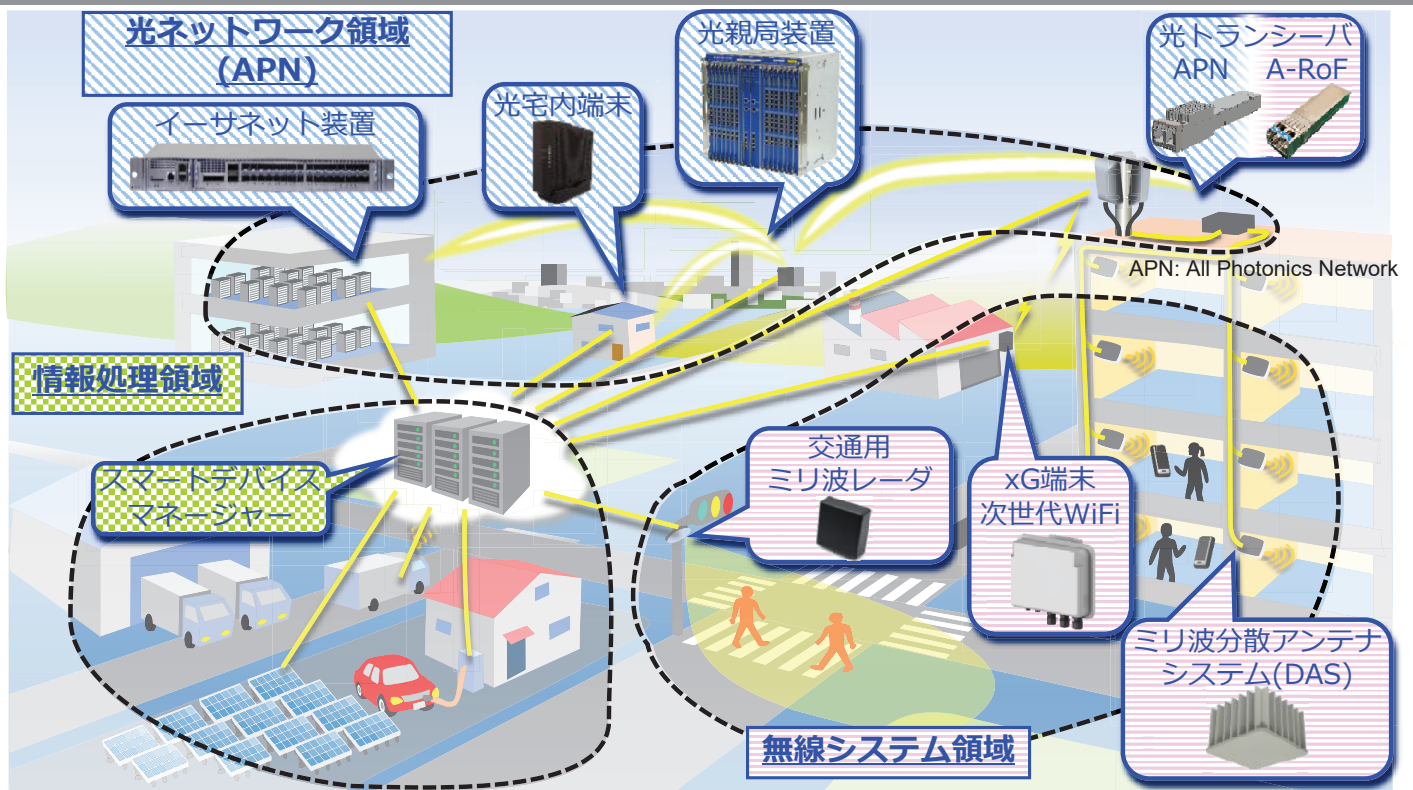 光ネットワーク領域
(APN)
イーサネット装置
光宅内端末
光親局装置
光トランシーバ
APN A-RoF
APN: All Photonics Network
情報処理領域
スマートデバイス
マネージャー
交通用
ミリ波レーダ
xG端末
次世代WiFi
ミリ波分散アンテナ
システム(DAS)
無線システム領域